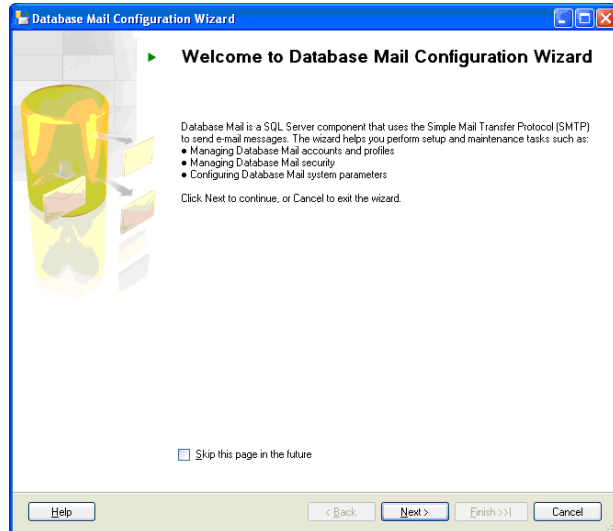 Database Mail Configuration Wizard
Welcome to Database Mail Configuration Wizard
Database Mail is a SQL Server component that uses the Simple Mail Transfer Protocol (SMTP)
to send e-mail messages. The wizard helps you perform setup and maintenance tasks such as:
● Managing Database Mail accounts and profiles
● Managing Database Mail security
● Configuring Database Mail system parameters
Click Next to continue, or Cancel to exit the wizard.
Skip this page in the future
Help < Back Next > Finish >>| Cancel